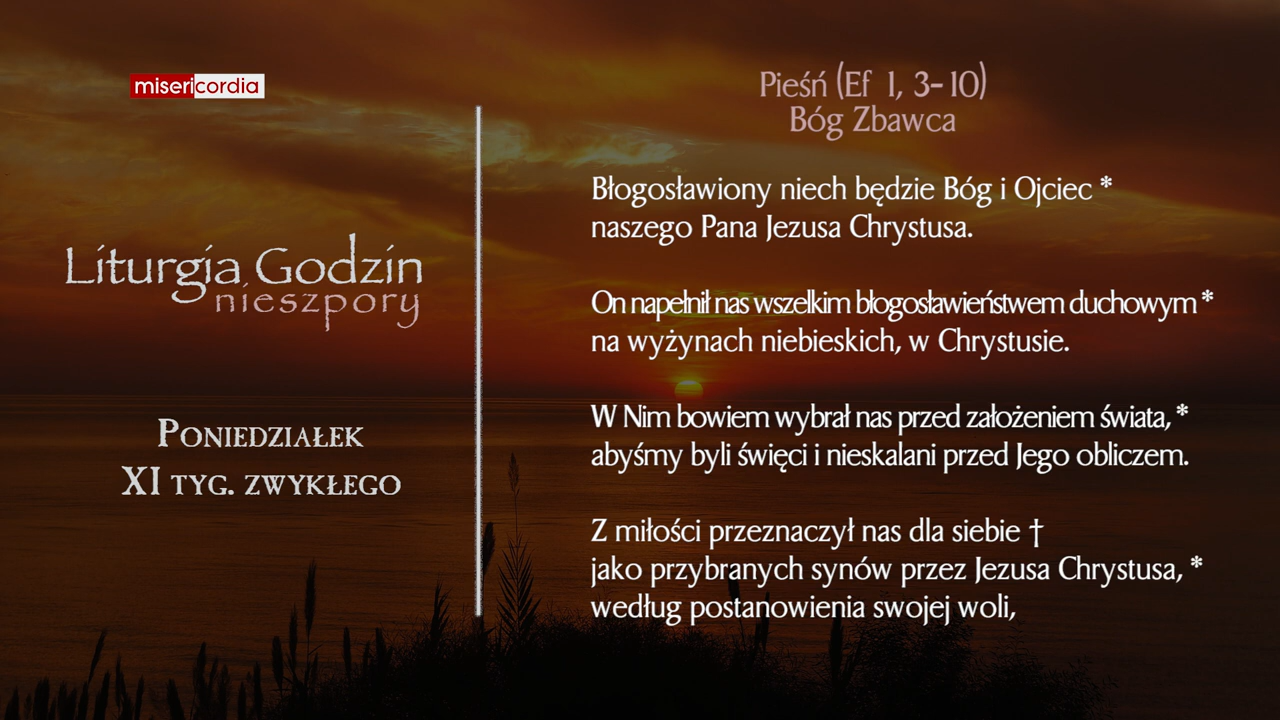 misericordia
Liturgia Godzin
nieszpory
Poniedziałek
XI tyg. zwykłego
Pieśń (Ef 1, 3-10)
Bóg Zbawca
Błogosławiony niech będzie Bóg i Ojciec *
naszego Pana Jezusa Chrystusa.
On napełnił nas wszelkim błogosławieństwem duchowym *
na wyżynach niebieskich, w Chrystusie.
W Nim bowiem wybrał nas przed założeniem świata, *
abyśmy byli święci i nieskalani przed Jego obliczem.
Z miłości przeznaczył nas dla siebie †
jako przybranych synów przez Jezusa Chrystusa, *
według postanowienia swojej woli,